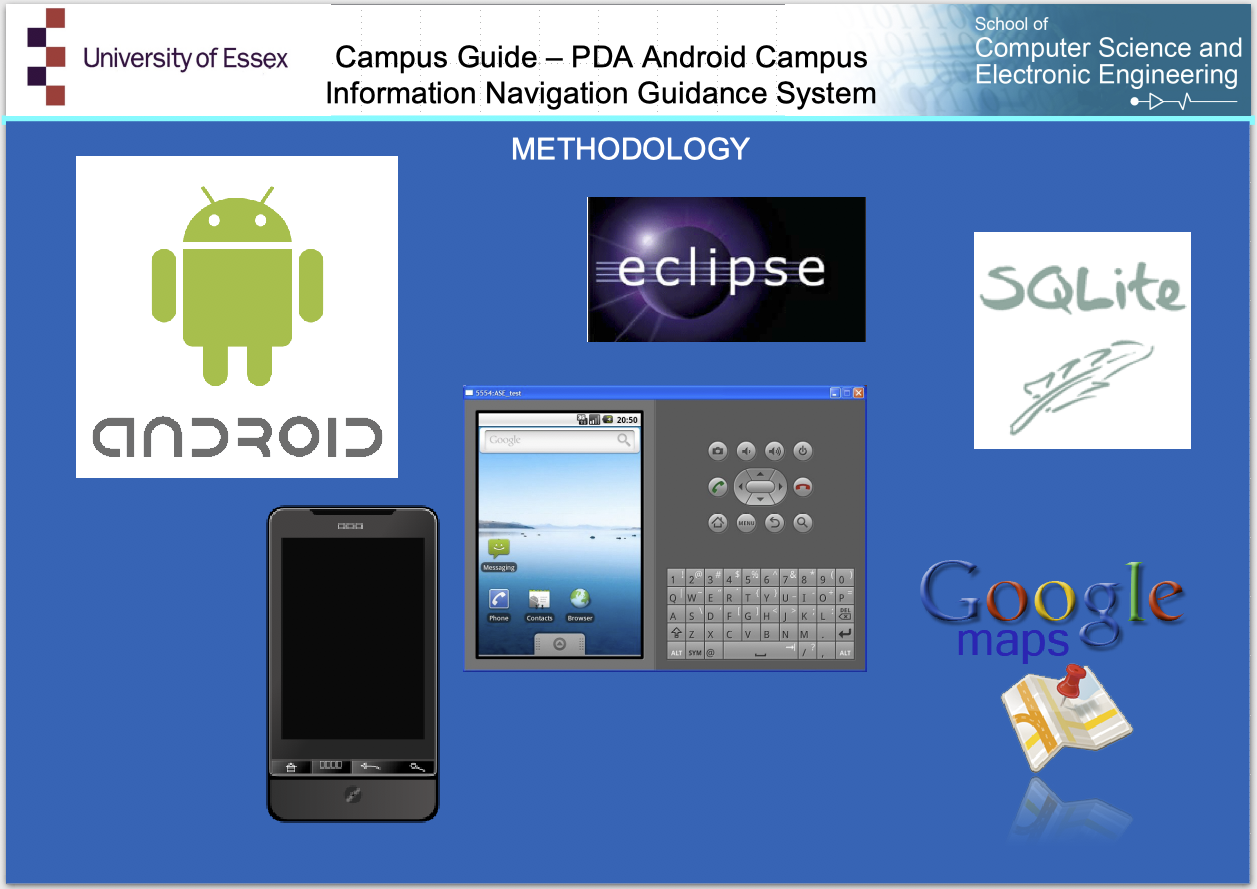 University of Essex
Campus Guide – PDA Android Campus
Information Navigation Guidance System
School of
Computer Science and
Electronic Engineering
METHODOLOGY
ANDROID
eclipse
SQLite
5554:ASE_test
20:50
Google
Messaging
Phone
Contacts
Browser
MENU
1 2 3 4 5 6 7 8 9 0
Q W E R T Y U I O P
A S D F G H J K L DEL
Z X C V B N M .
ALT SYM @ / , ALT
Google
maps